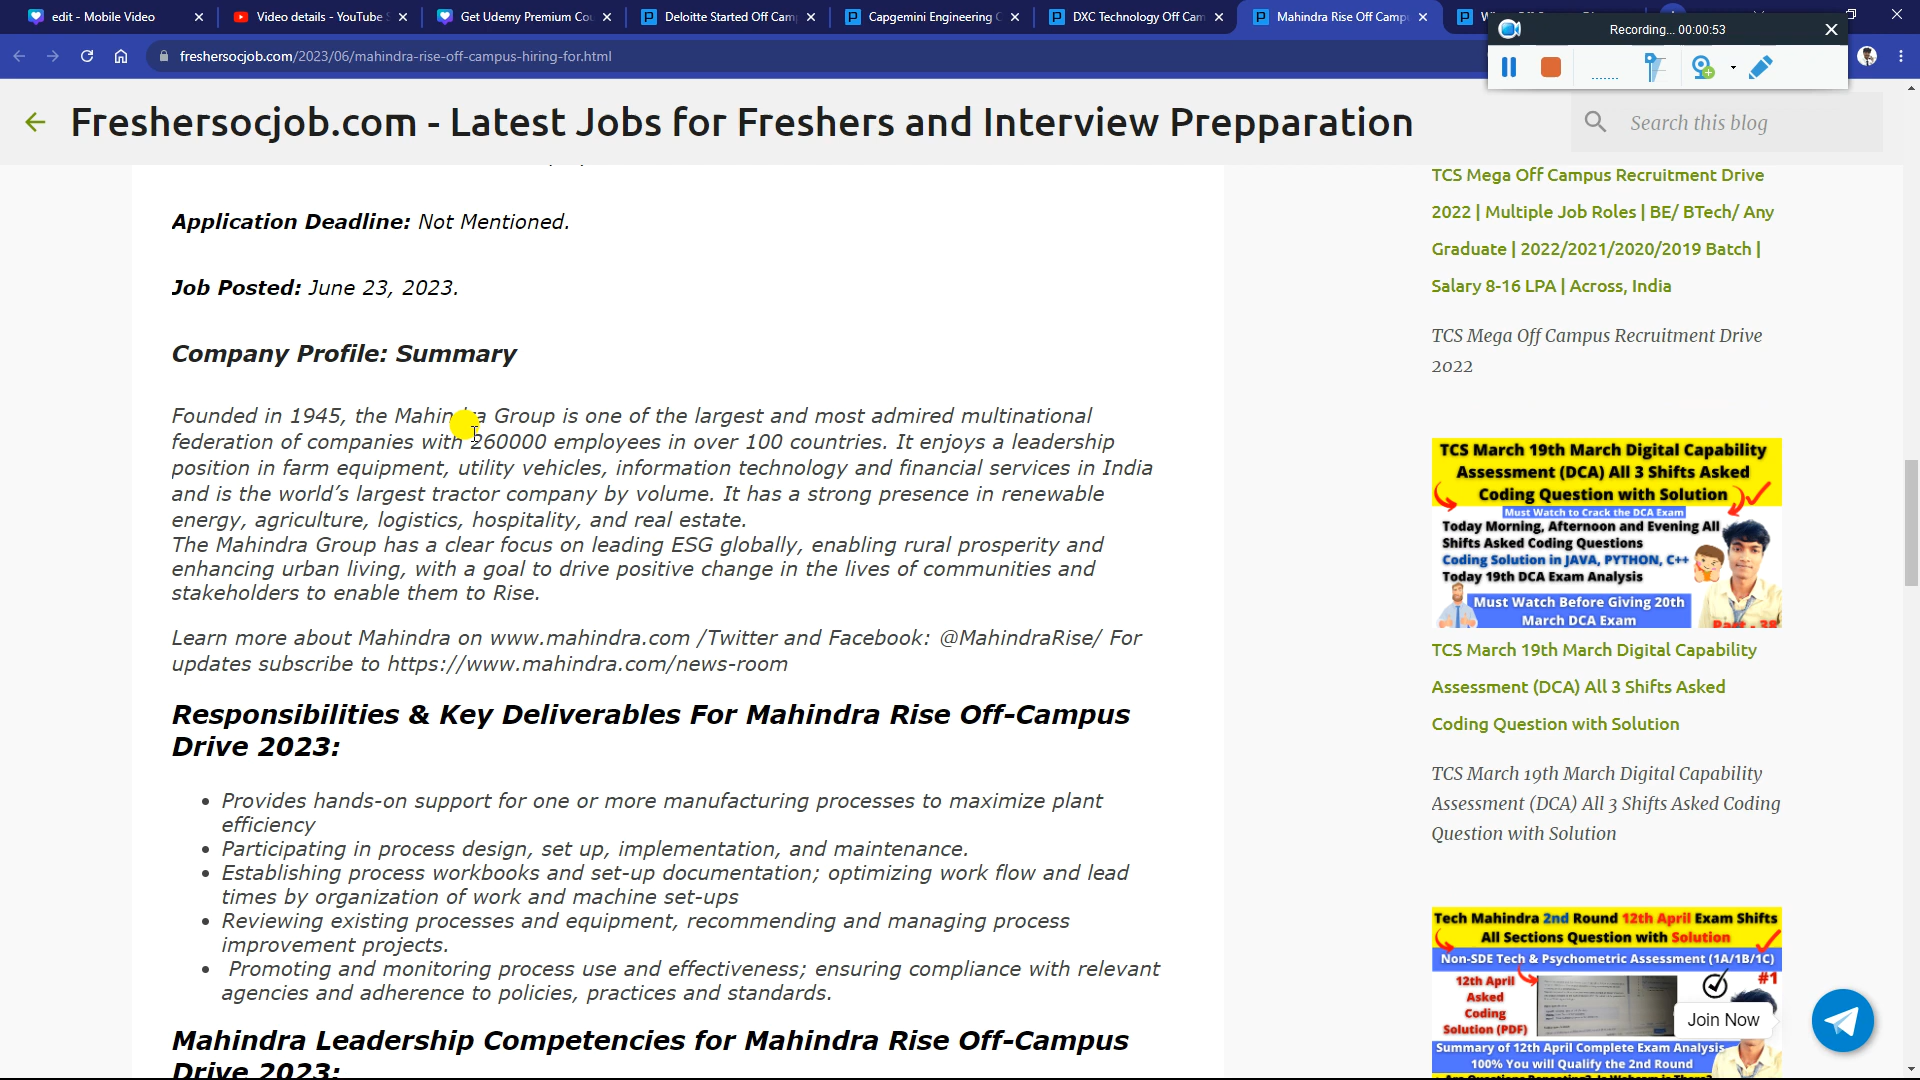 edit - Mobile Video
Video details - YouTube
Get Udemy Premium Co
Deloitte Started Off Cam
Capgemini Engineering
DXC Technology Off Cam
Mahindra Rise Off Camp
Recording... 00:00:53
freshersocjob.com/2023/06/mahindra-rise-off-campus-hiring-for.html
Freshersocjob.com - Latest Jobs for Freshers and Interview Prepparation
Search this blog
Application Deadline: Not Mentioned.
Job Posted: June 23, 2023.
Company Profile: Summary
Founded in 1945, the Mahindra Group is one of the largest and most admired multinational
federation of companies with 260000 employees in over 100 countries. It enjoys a leadership
position in farm equipment, utility vehicles, information technology and financial services in India
and is the world’s largest tractor company by volume. It has a strong presence in renewable
energy, agriculture, logistics, hospitality, and real estate.
The Mahindra Group has a clear focus on leading ESG globally, enabling rural prosperity and
enhancing urban living, with a goal to drive positive change in the lives of communities and
stakeholders to enable them to Rise.
Learn more about Mahindra on www.mahindra.com /Twitter and Facebook: @MahindraRise/ For
updates subscribe to https://www.mahindra.com/news-room
Responsibilities & Key Deliverables For Mahindra Rise Off-Campus
Drive 2023:
• Provides hands-on support for one or more manufacturing processes to maximize plant
efficiency
• Participating in process design, set up, implementation, and maintenance.
• Establishing process workbooks and set-up documentation; optimizing work flow and lead
times by organization of work and machine set-ups
• Reviewing existing processes and equipment, recommending and managing process
improvement projects.
• Promoting and monitoring process use and effectiveness; ensuring compliance with relevant
agencies and adherence to policies, practices and standards.
Mahindra Leadership Competencies for Mahindra Rise Off-Campus
Drive 2023:
TCS Mega Off Campus Recruitment Drive
2022 | Multiple Job Roles | BE/ BTech/ Any
Graduate | 2022/2021/2020/2019 Batch |
Salary 8-16 LPA | Across, India
TCS Mega Off Campus Recruitment Drive
2022
TCS March 19th March Digital Capability
Assessment (DCA) All 3 Shifts Asked
Coding Question with Solution
Must Watch to Crack the DCA Exam
Today Morning, Afternoon and Evening All
Shifts Asked Coding Questions
Coding Solution in JAVA, PYTHON, C++
Today 19th DCA Exam Analysis
Must Watch Before Giving 20th
March DCA Exam
Part - 38
TCS March 19th March Digital Capability
Assessment (DCA) All 3 Shifts Asked
Coding Question with Solution
TCS March 19th March Digital Capability
Assessment (DCA) All 3 Shifts Asked Coding
Question with Solution
Tech Mahindra 2nd Round 12th April Exam Shifts
All Sections Question with Solution
Non-SDE Tech & Psychometric Assessment (1A/1B/1C)
12th April
Asked
Coding
Solution (PDF)
#1
Join Now
Summary of 12th April Complete Exam Analysis
100% You will Qualify the 2nd Round